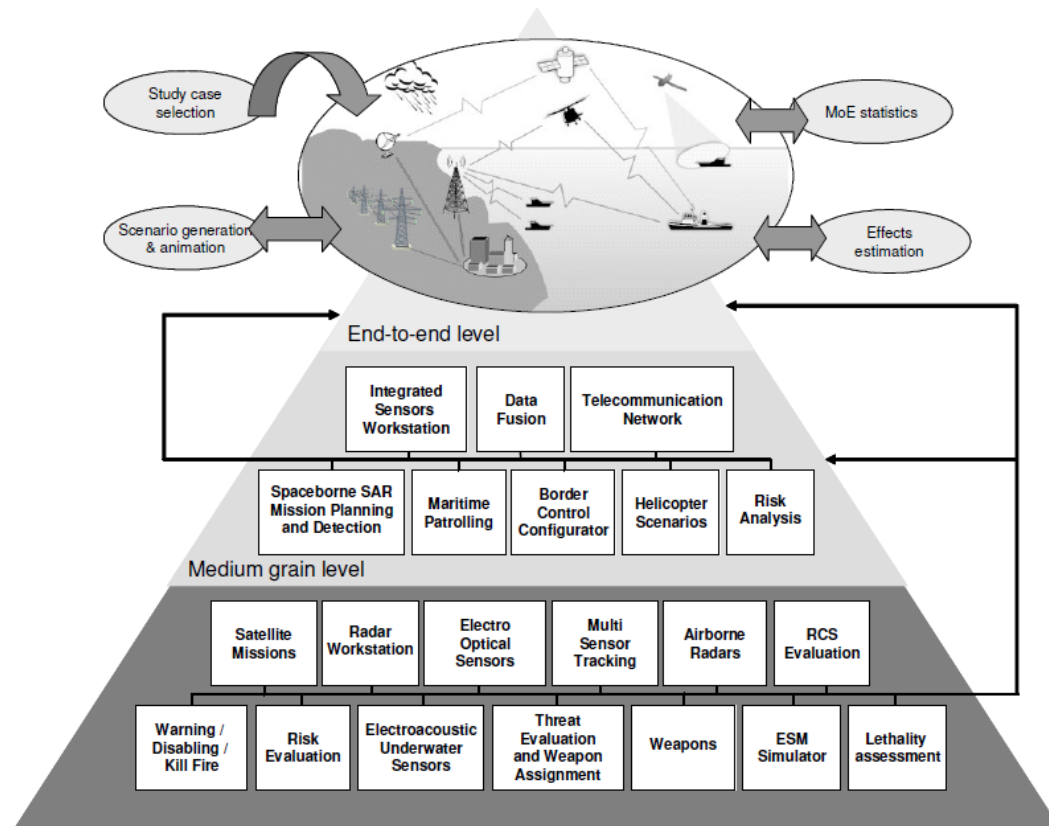 Study case
selection
MoE statistics
Scenario generation
& animation
Effects
estimation
End-to-end level
Integrated
Sensors
Workstation
Data
Fusion
Telecommunication
Network
Spaceborne SAR
Mission Planning
and Detection
Maritime
Patrolling
Border
Control
Configurator
Helicopter
Scenarios
Risk
Analysis
Medium grain level
Satellite
Missions
Radar
Workstation
Electro
Optical
Sensors
Multi
Sensor
Tracking
Airborne
Radars
RCS
Evaluation
Warning /
Disabling /
Kill Fire
Risk
Evaluation
Electroacoustic
Underwater
Sensors
Threat
Evaluation
and Weapon
Assignment
Weapons
ESM
Simulator
Lethality
assessment